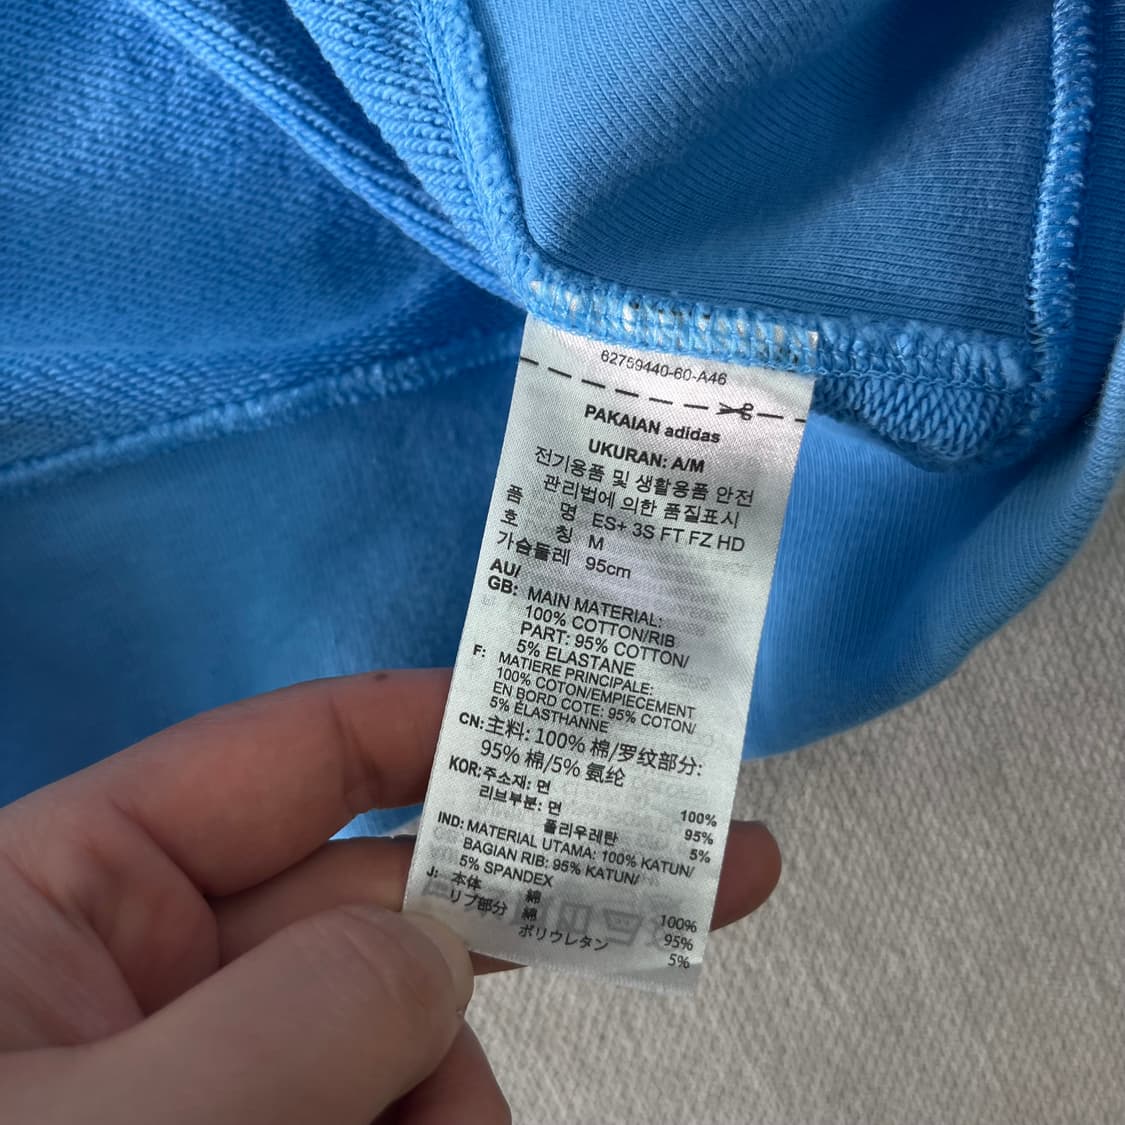 62759440-60-A46
PAKAIAN adidas
UKURAN: A/M
전기용품 및 생활용품 안전
관리법에 의한 품질표시
품 명 ES+ 3S FT FZ HD
호 칭 M
가슴둘레 95cm
AU/
GB: MAIN MATERIAL:
100% COTTON/RIB
PART: 95% COTTON/
5% ELASTANE
F: MATIERE PRINCIPALE:
100% COTON/EMPIECEMENT
EN BORD COTE: 95% COTON/
5% ÉLASTHANNE
CN: 主料: 100% 棉/罗纹部分:
95% 棉/5% 氨纶
KOR: 주소재: 면 100%
리브부분: 면 95%
폴리우레탄 5%
IND: MATERIAL UTAMA: 100% KATUN/
BAGIAN RIB: 95% KATUN/
5% SPANDEX
J: 本体 綿 100%
リブ部分 綿 95%
ポリウレタン 5%